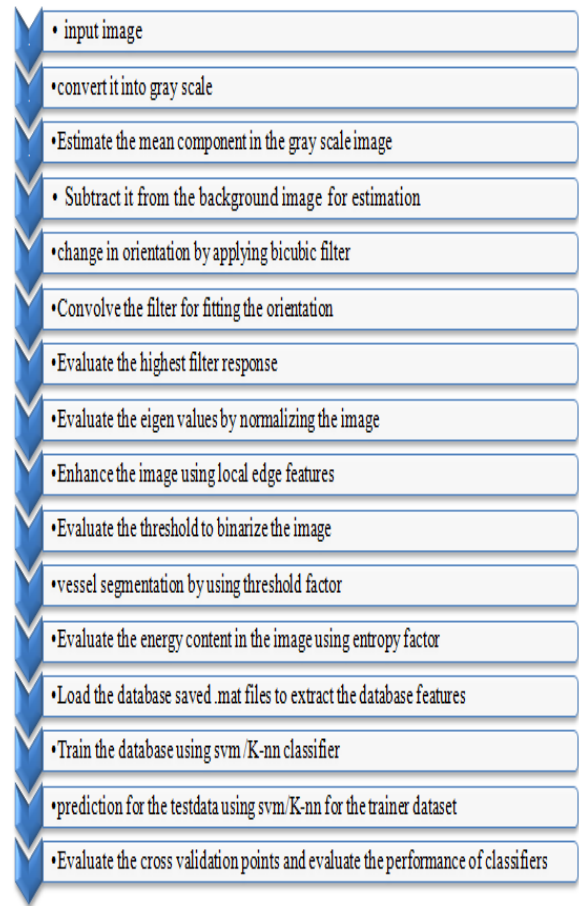 • input image
•convert it into gray scale
•Estimate the mean component in the gray scale image
• Subtract it from the background image for estimation
•change in orientation by applying bicubic filter
•Convolve the filter for fitting the orientation
•Evaluate the highest filter response
•Evaluate the eigen values by normalizing the image
•Enhance the image using local edge features
•Evaluate the threshold to binarize the image
•vessel segmentation by using threshold factor
•Evaluate the energy content in the image using entropy factor
•Load the database saved .mat files to extract the database features
•Train the database using svm /K-nn classifier
•prediction for the testdata using svm/K-nn for the trainer dataset
•Evaluate the cross validation points and evaluate the performance of classifiers